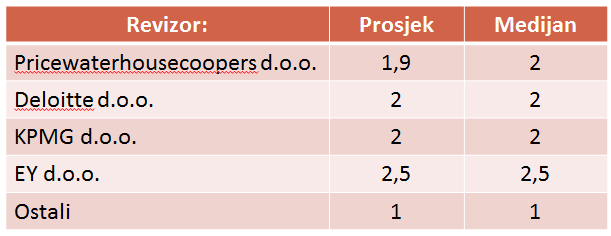 Revizor: Prosjek Medijan
Pricewaterhousecoopers d.o.o. 1,9 2
Deloitte d.o.o. 2 2
KPMG d.o.o. 2 2
EY d.o.o. 2,5 2,5
Ostali 1 1